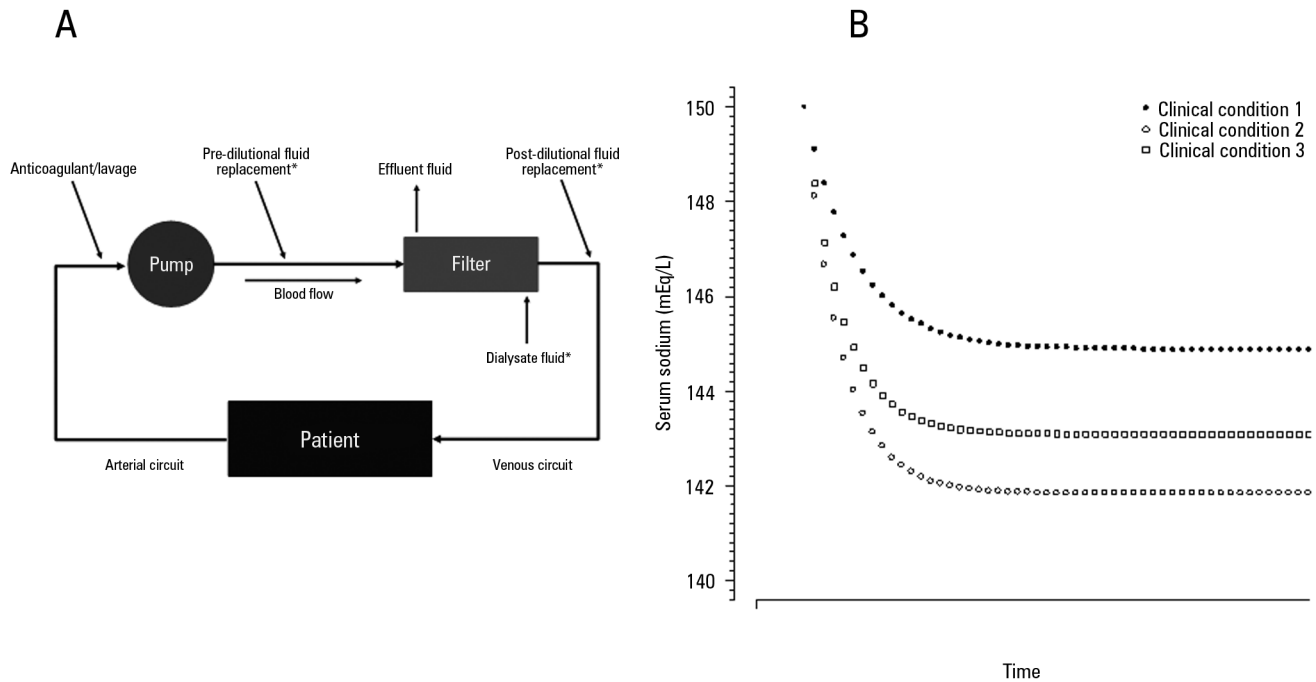 A
Anticoagulant/lavage
Pre-dilutional fluid
replacement*
Effluent fluid
Post-dilutional fluid
replacement*
Pump
Filter
Blood flow
Dialysate fluid*
Patient
Arterial circuit
Venous circuit
B
Clinical condition 1
Clinical condition 2
Clinical condition 3
Serum sodium (mEq/L)
150
148
146
144
142
140
Time